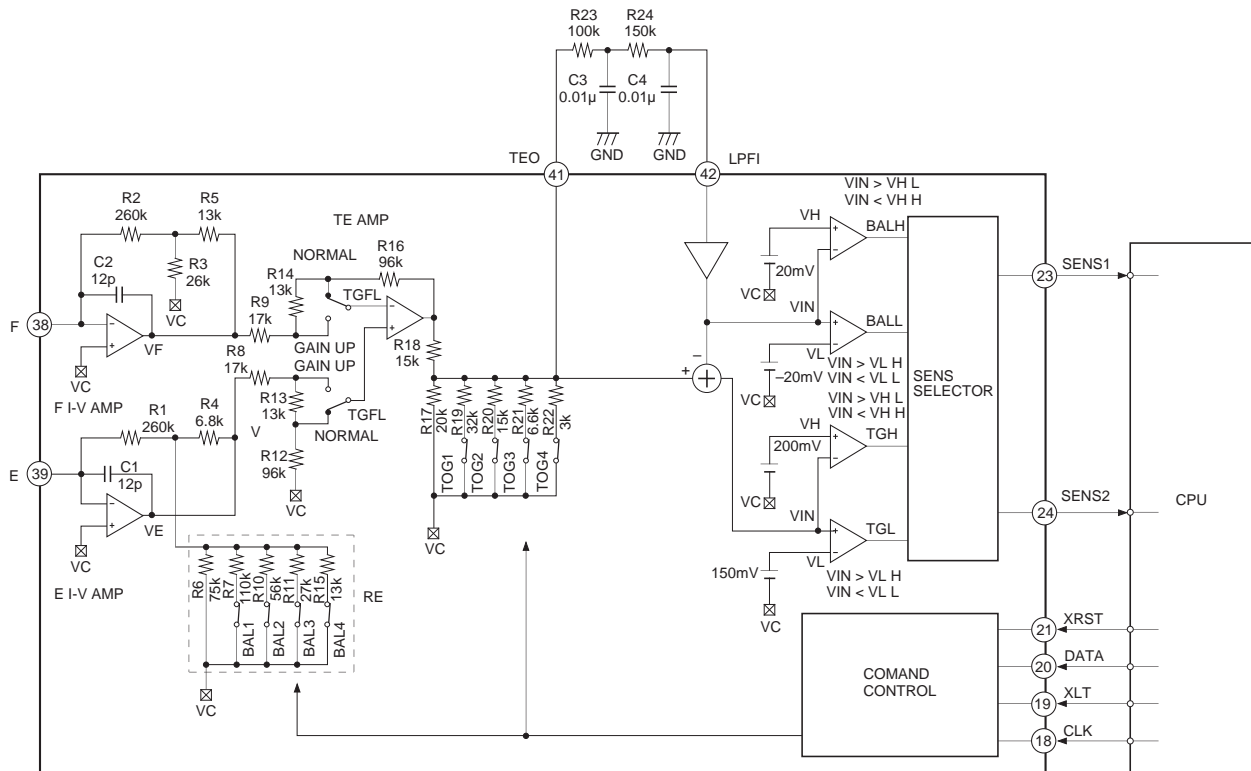 R23
100k
R24
150k
C3
0.01μ
C4
0.01μ
GND
GND
TEO
41
42
LPFI
R2
260k
R5
13k
TE AMP
VIN > VH L
VIN < VH H
C2
12p
R3
26k
VC
R9
17k
R14
13k
NORMAL
R16
96k
TGFL
VH
BALH
20mV
VC
VIN
23
SENS1
F
38
VF
VC
F I-V AMP
R8
17k
GAIN UP
GAIN UP
R18
15k
BALL
VL
–20mV
VC
VIN > VL H
VIN < VL L
SENS
SELECTOR
R1
260k
R4
6.8k
R13
13k
V
TGFL
NORMAL
R12
96k
VC
R17
20k
R19
32k
R20
15k
R21
6.6k
R22
3k
TOG1
TOG2
TOG3
TOG4
VC
VIN > VH L
VIN < VH H
VH
TGH
200mV
VC
VIN
E
39
C1
12p
VE
VC
E I-V AMP
24
SENS2
CPU
TGL
VL
150mV
VC
VIN > VL H
VIN < VL L
R6
75k
R7
110k
R10
56k
R11
27k
R15
13k
RE
BAL1
BAL2
BAL3
BAL4
VC
COMAND
CONTROL
21
XRST
20
DATA
19
XLT
18
CLK
+
–
+
–
+
–
+
–
+
–
+
–
+
–
+
–
+